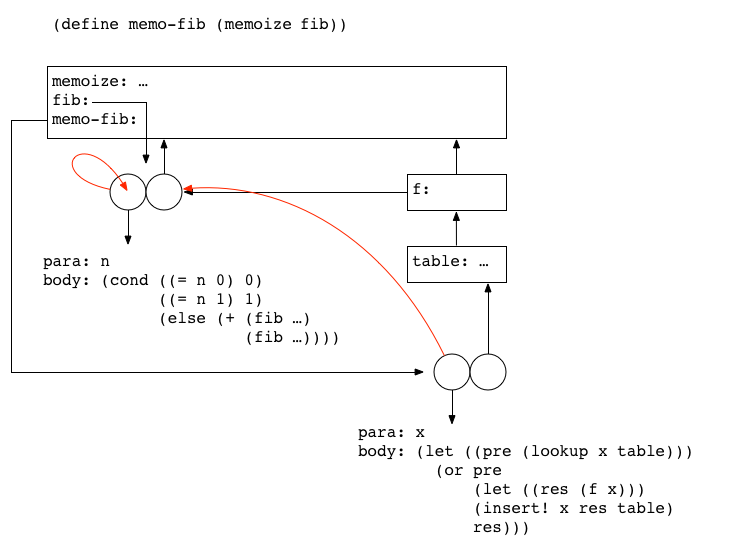 (define memo-fib (memoize fib))
memoize: …
fib:
memo-fib:
f:
table: …
para: n
body: (cond ((= n 0) 0)
((= n 1) 1)
(else (+ (fib …)
(fib …))))
para: x
body: (let ((pre (lookup x table)))
(or pre
(let ((res (f x)))
(insert! x res table)
res)))